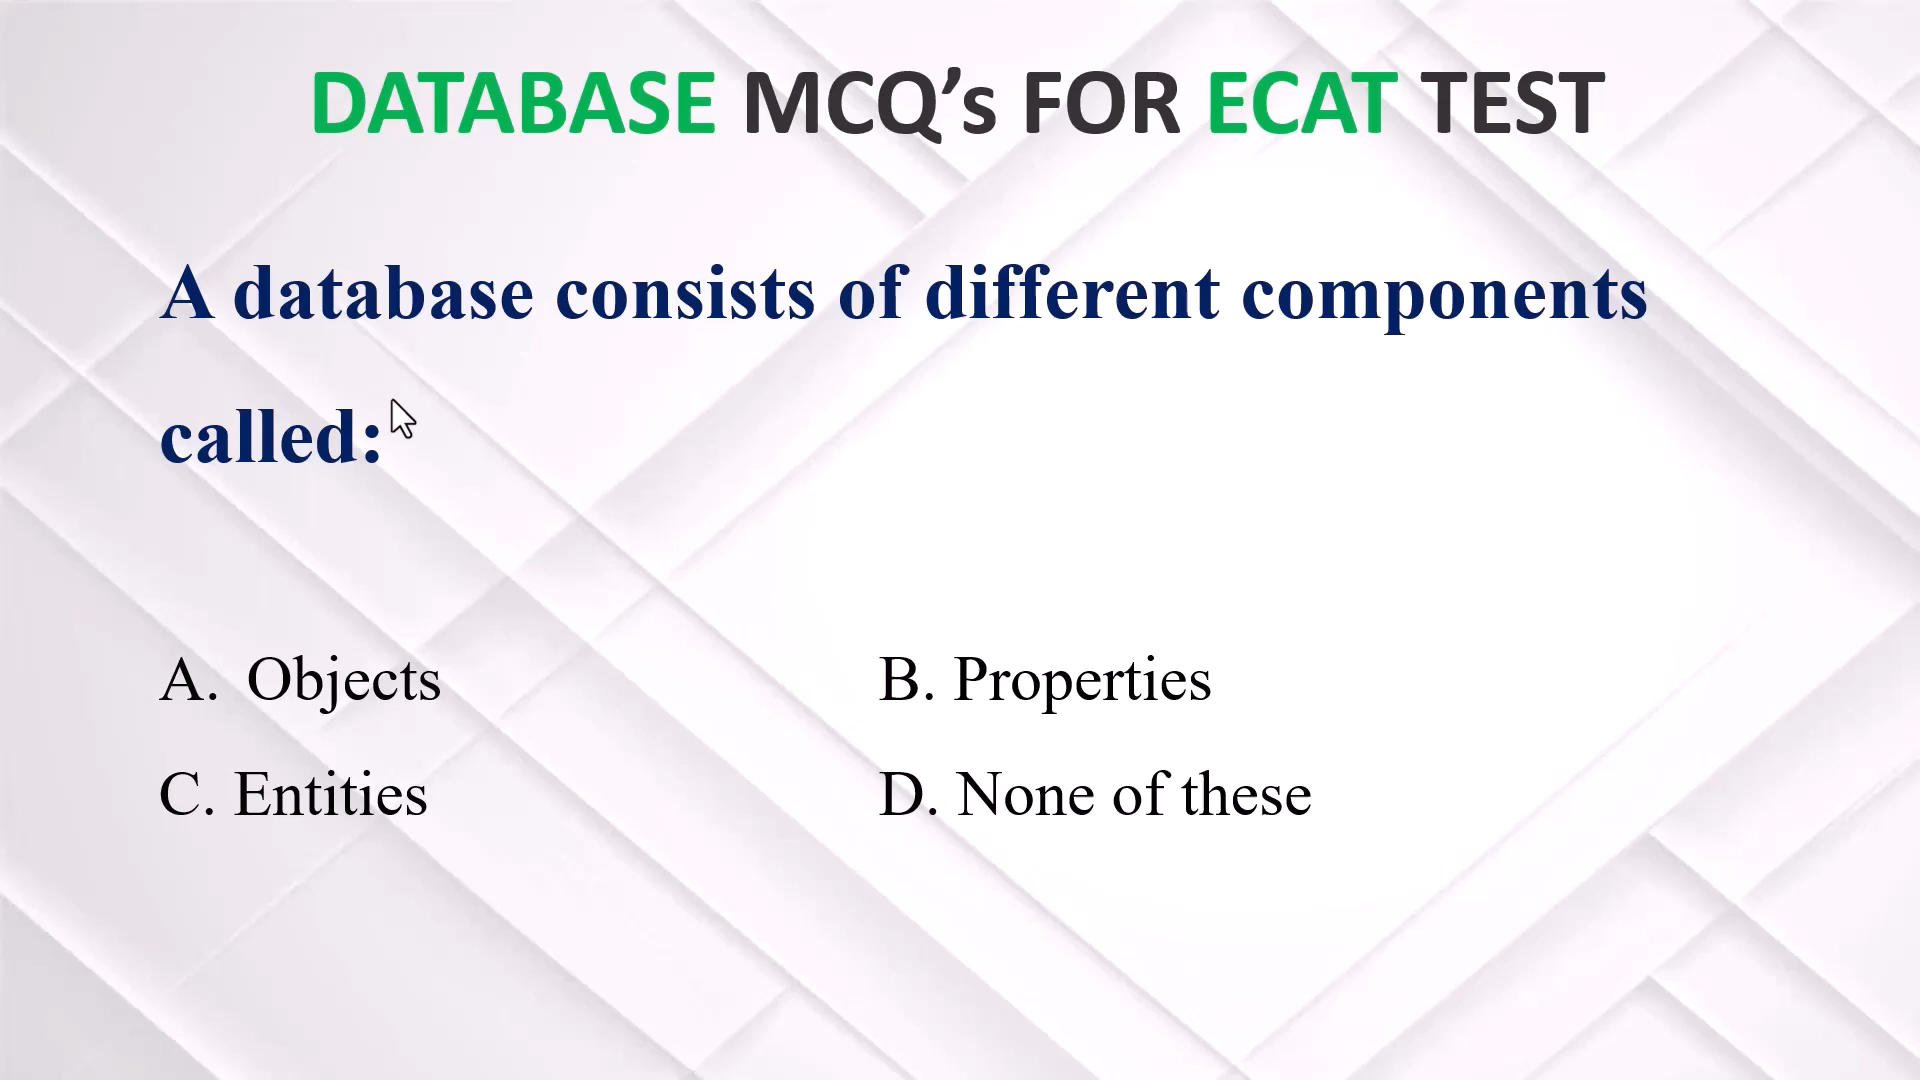 DATABASE MCQ’s FOR ECAT TEST
A database consists of different components
called:
A. Objects
B. Properties
C. Entities
D. None of these